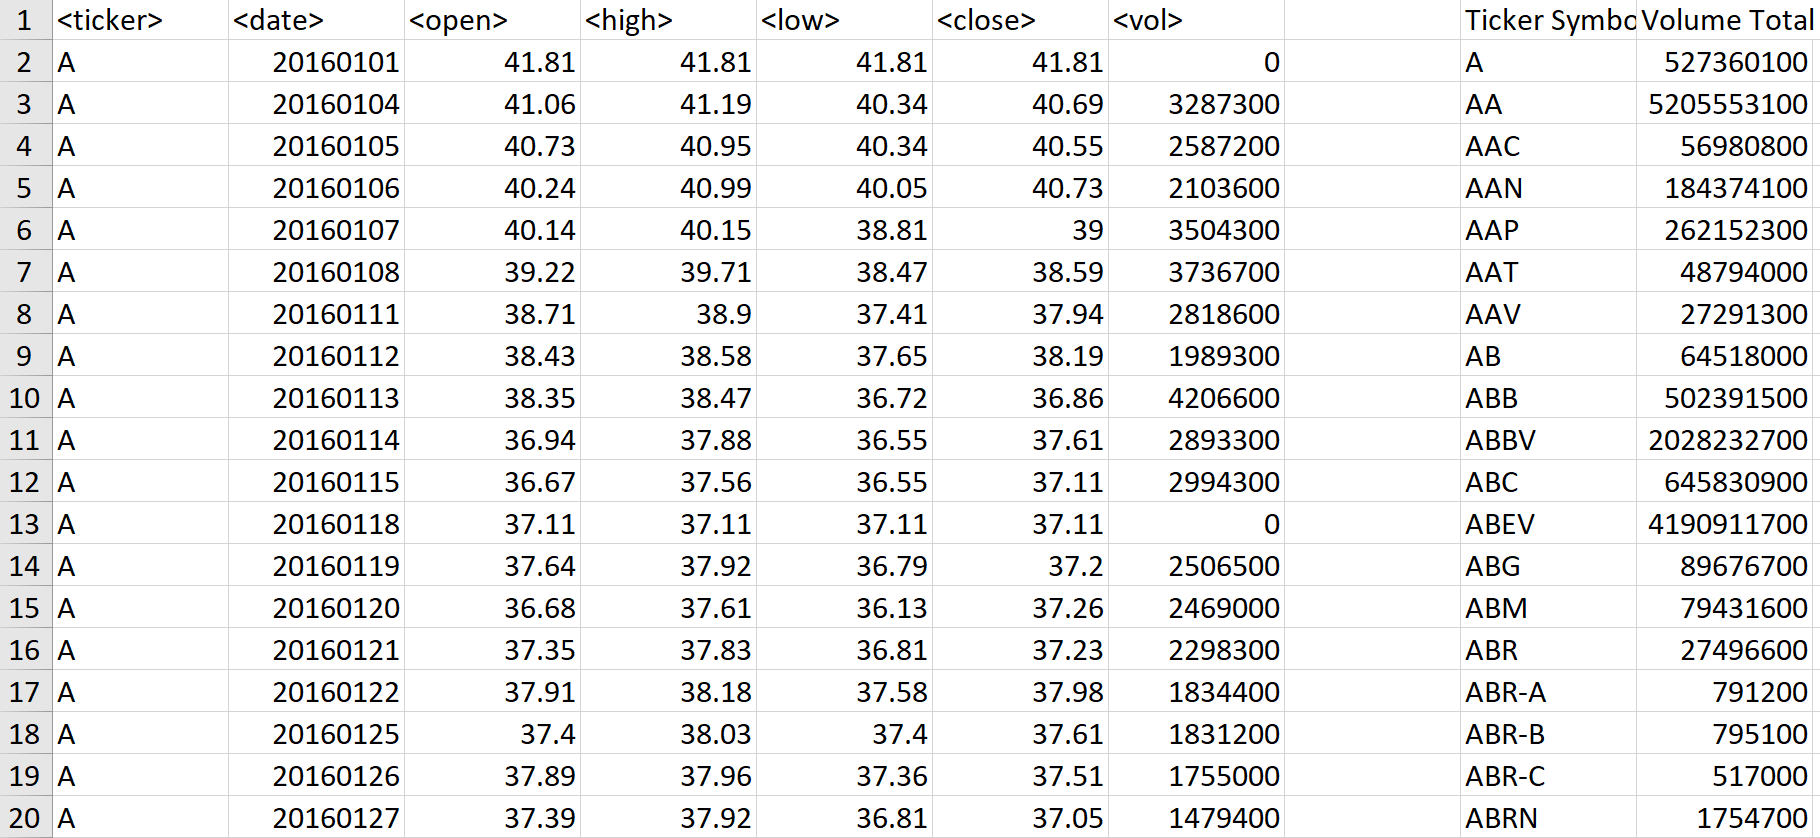 1 <ticker> <date> <open> <high> <low> <close> <vol> Ticker Symbo Volume Total
2 A 20160101 41.81 41.81 41.81 41.81 0 A 527360100
3 A 20160104 41.06 41.19 40.34 40.69 3287300 AA 5205553100
4 A 20160105 40.73 40.95 40.34 40.55 2587200 AAC 56980800
5 A 20160106 40.24 40.99 40.05 40.73 2103600 AAN 184374100
6 A 20160107 40.14 40.15 38.81 39 3504300 AAP 262152300
7 A 20160108 39.22 39.71 38.47 38.59 3736700 AAT 48794000
8 A 20160111 38.71 38.9 37.41 37.94 2818600 AAV 27291300
9 A 20160112 38.43 38.58 37.65 38.19 1989300 AB 64518000
10 A 20160113 38.35 38.47 36.72 36.86 4206600 ABB 502391500
11 A 20160114 36.94 37.88 36.55 37.61 2893300 ABBV 2028232700
12 A 20160115 36.67 37.56 36.55 37.11 2994300 ABC 645830900
13 A 20160118 37.11 37.11 37.11 37.11 0 ABEV 4190911700
14 A 20160119 37.64 37.92 36.79 37.2 2506500 ABG 89676700
15 A 20160120 36.68 37.61 36.13 37.26 2469000 ABM 79431600
16 A 20160121 37.35 37.83 36.81 37.23 2298300 ABR 27496600
17 A 20160122 37.91 38.18 37.58 37.98 1834400 ABR-A 791200
18 A 20160125 37.4 38.03 37.4 37.61 1831200 ABR-B 795100
19 A 20160126 37.89 37.96 37.36 37.51 1755000 ABR-C 517000
20 A 20160127 37.39 37.92 36.81 37.05 1479400 ABRN 1754700